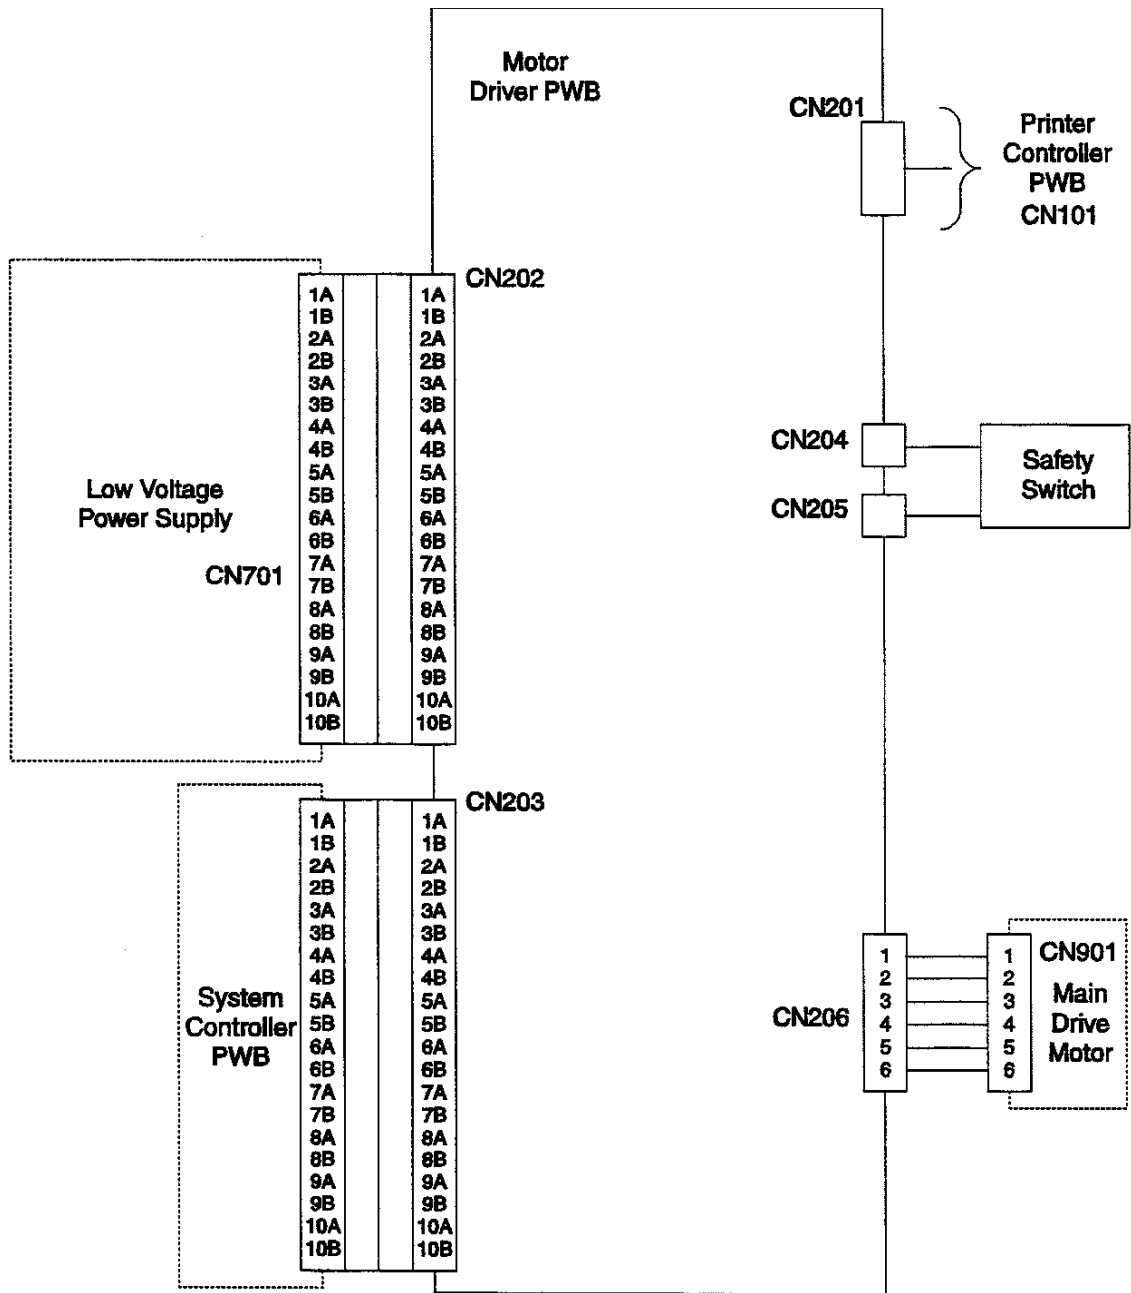 Motor
Driver PWB
CN201
Printer
Controller
PWB
CN101
CN202
1A 1A
1B 1B
2A 2A
2B 2B
3A 3A
3B 3B
4A 4A
4B 4B
5A 5A
5B 5B
6A 6A
6B 6B
7A 7A
7B 7B
8A 8A
8B 8B
9A 9A
9B 9B
10A 10A
10B 10B
Low Voltage
Power Supply
CN701
CN204
CN205
Safety
Switch
CN203
1A 1A
1B 1B
2A 2A
2B 2B
3A 3A
3B 3B
4A 4A
4B 4B
5A 5A
5B 5B
6A 6A
6B 6B
7A 7A
7B 7B
8A 8A
8B 8B
9A 9A
9B 9B
10A 10A
10B 10B
System
Controller
PWB
CN206
1 1
2 2
3 3
4 4
5 5
6 6
CN901
Main
Drive
Motor